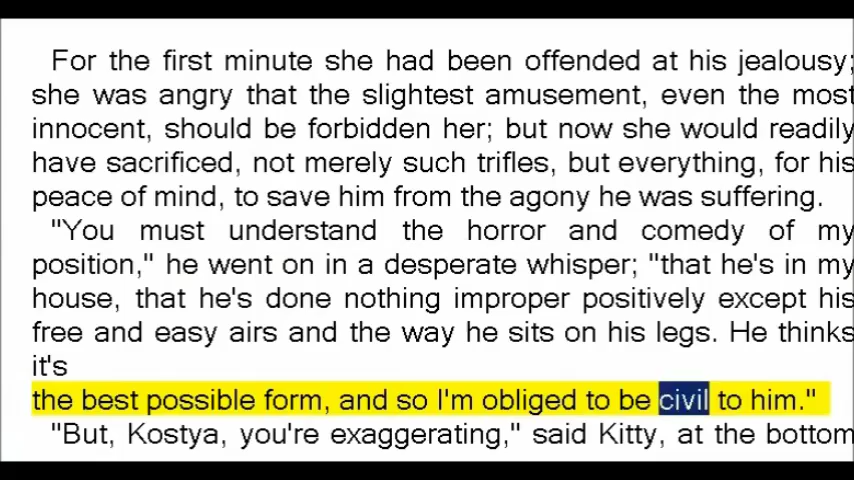 For the first minute she had been offended at his jealousy;
she was angry that the slightest amusement, even the most
innocent, should be forbidden her; but now she would readily
have sacrificed, not merely such trifles, but everything, for his
peace of mind, to save him from the agony he was suffering.
"You must understand the horror and comedy of my
position," he went on in a desperate whisper; "that he's in my
house, that he's done nothing improper positively except his
free and easy airs and the way he sits on his legs. He thinks
it's
the best possible form, and so I'm obliged to be civil to him."
"But, Kostya, you're exaggerating," said Kitty, at the bottom